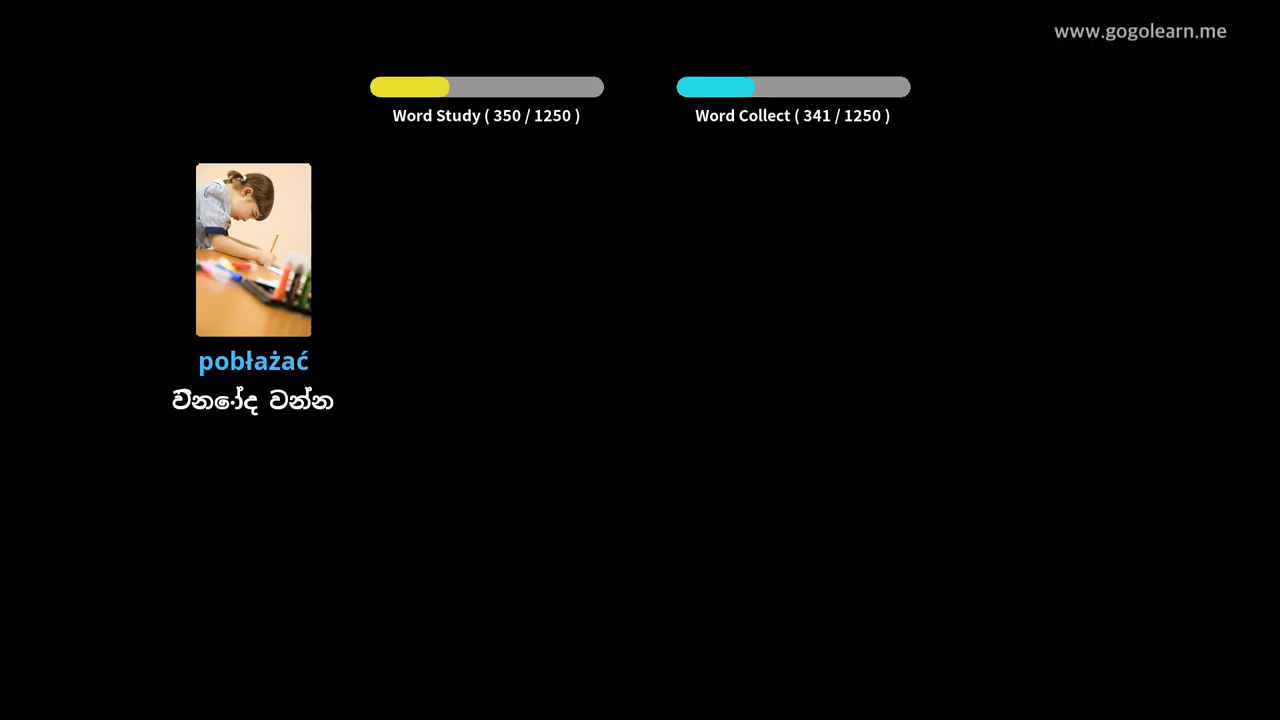 www.gogolearn.me
Word Study ( 350 / 1250 )
Word Collect ( 341 / 1250 )
pobłażać
විනෝද වන්න